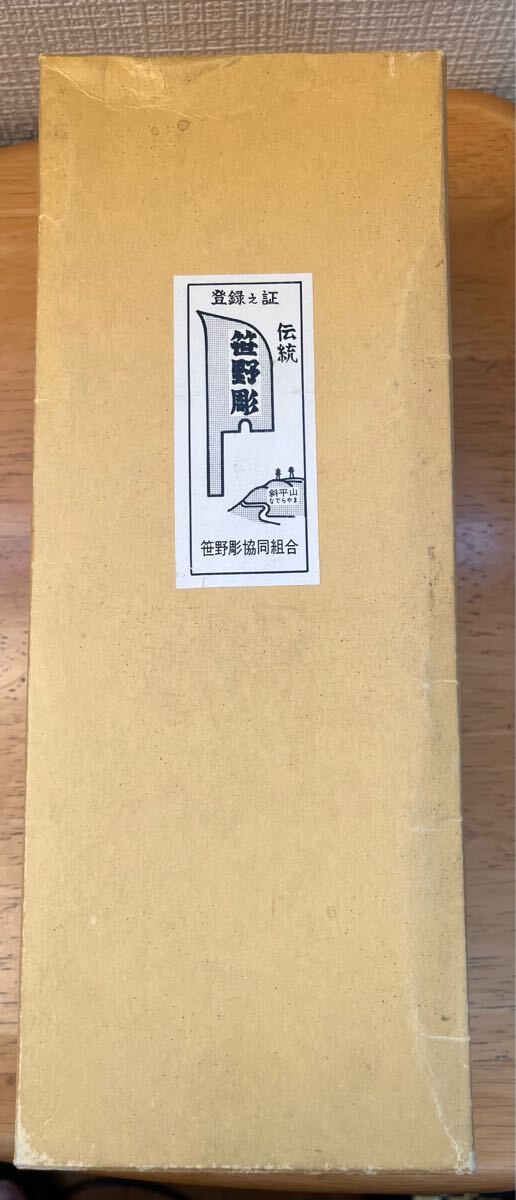 登録之証
伝統
笹野彫
斜平山
なでらやま
笹野彫協同組合